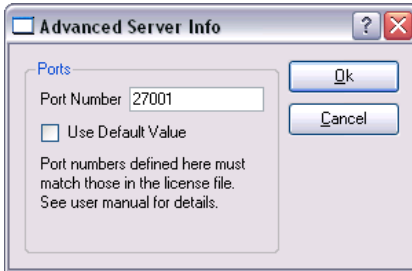 Advanced Server Info
Ports
Port Number 27001
Use Default Value
Port numbers defined here must
match those in the license file.
See user manual for details.
Ok
Cancel